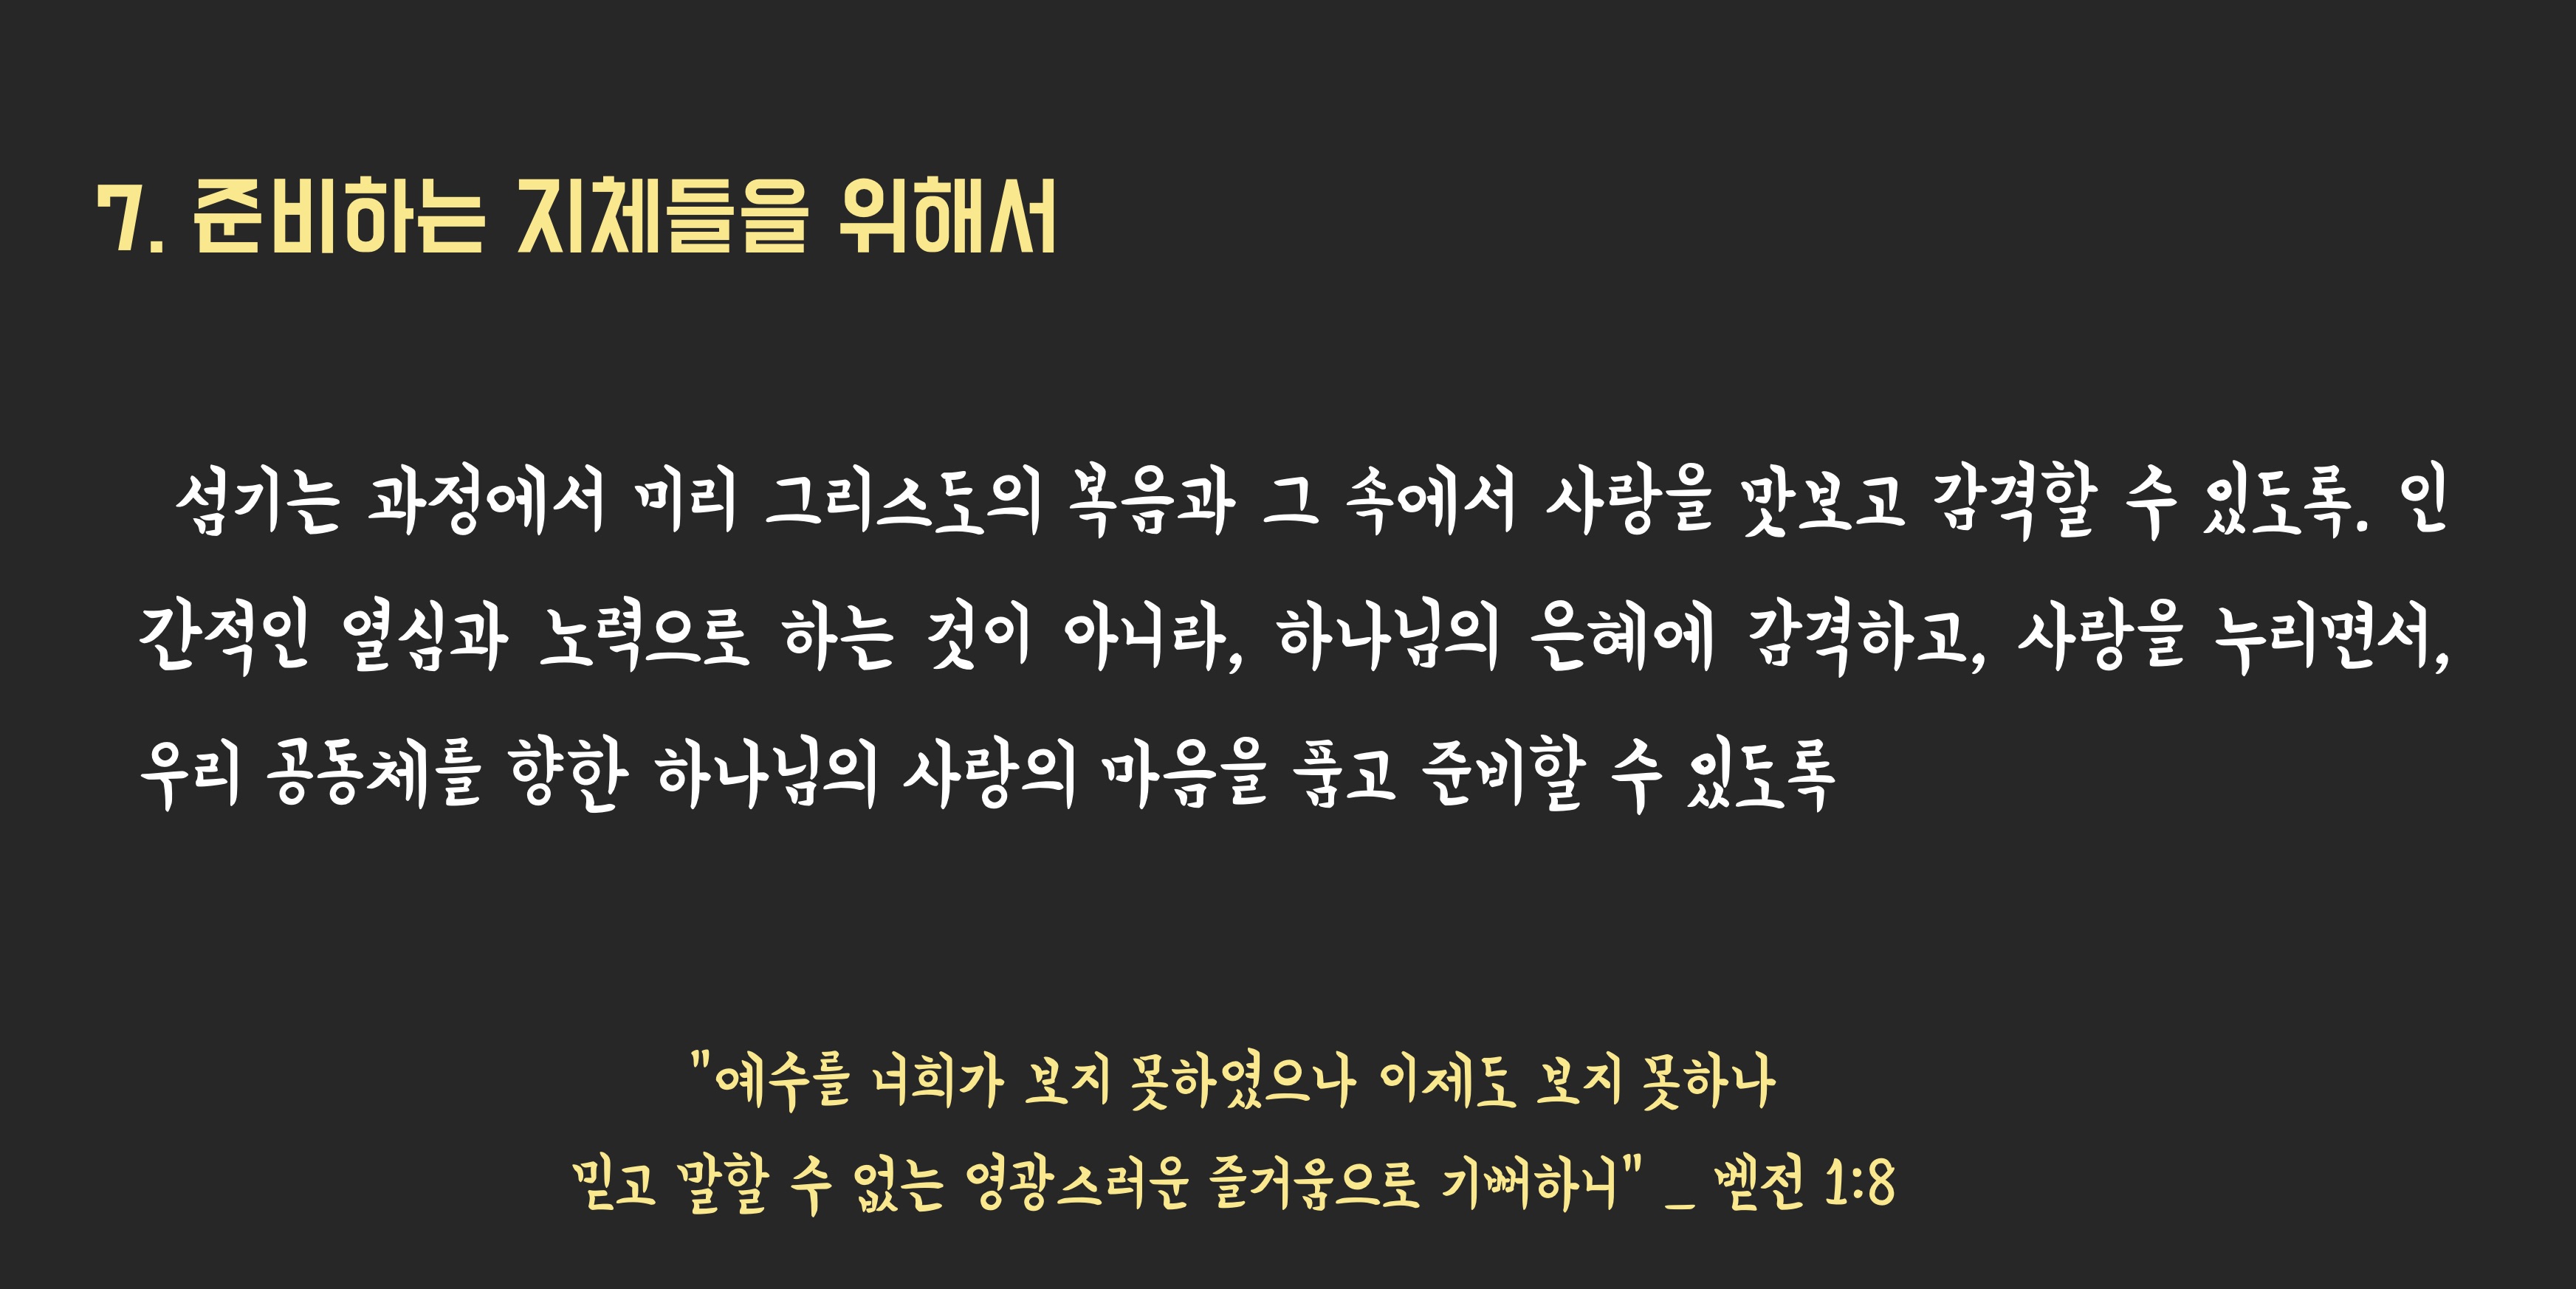 7. 준비하는 지체들을 위해서
섬기는 과정에서 미리 그리스도의 복음과 그 속에서 사랑을 맛보고 감격할 수 있도록. 인
간적인 열심과 노력으로 하는 것이 아니라, 하나님의 은혜에 감격하고, 사랑을 누리면서,
우리 공동체를 향한 하나님의 사랑의 마음을 품고 준비할 수 있도록
"예수를 너희가 보지 못하였으나 이제도 보지 못하나
믿고 말할 수 없는 영광스러운 즐거움으로 기뻐하니" _ 벧전 1:8